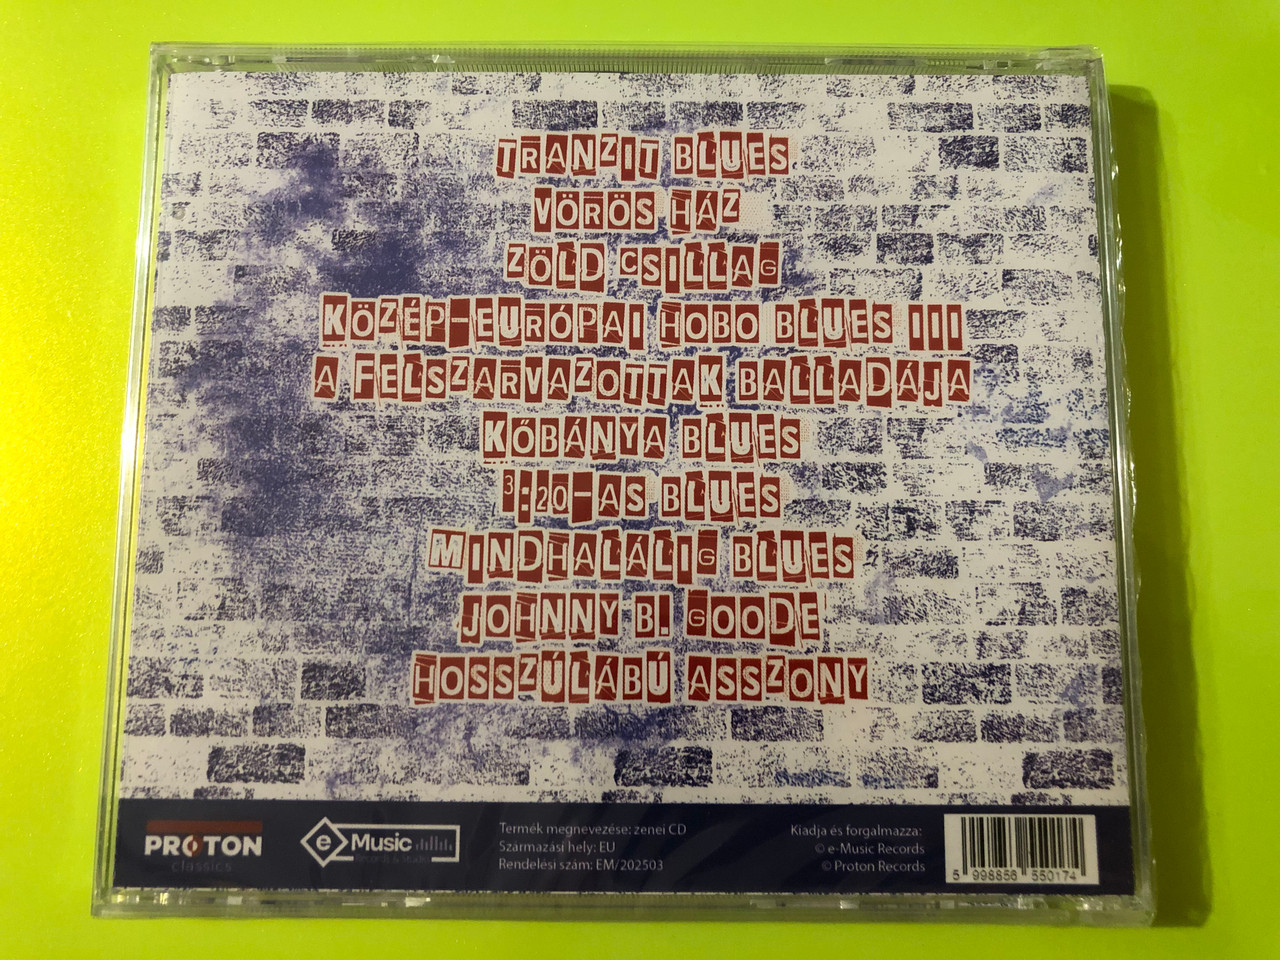 TRANZIT BLUES
VÖRÖS HÁZ
ZÖLD CSILLAG
KÖZÉP-EURÓPAI HOBO BLUES III
A FELSZARVAZOTTAK BALLADÁJA
KŐBÁNYA BLUES
3:20-AS BLUES
MINDHALÁLIG BLUES
JOHNNY B. GOODE
HOSSZÚLÁBÚ ASSZONY
PROTON
classics
e Music
Termék megnevezése: zenei CD
Származási hely: EU
Rendelési szám: EM/202503
Kiadja és forgalmazza:
© e-Music Records
© Proton Records
5 998856 550174